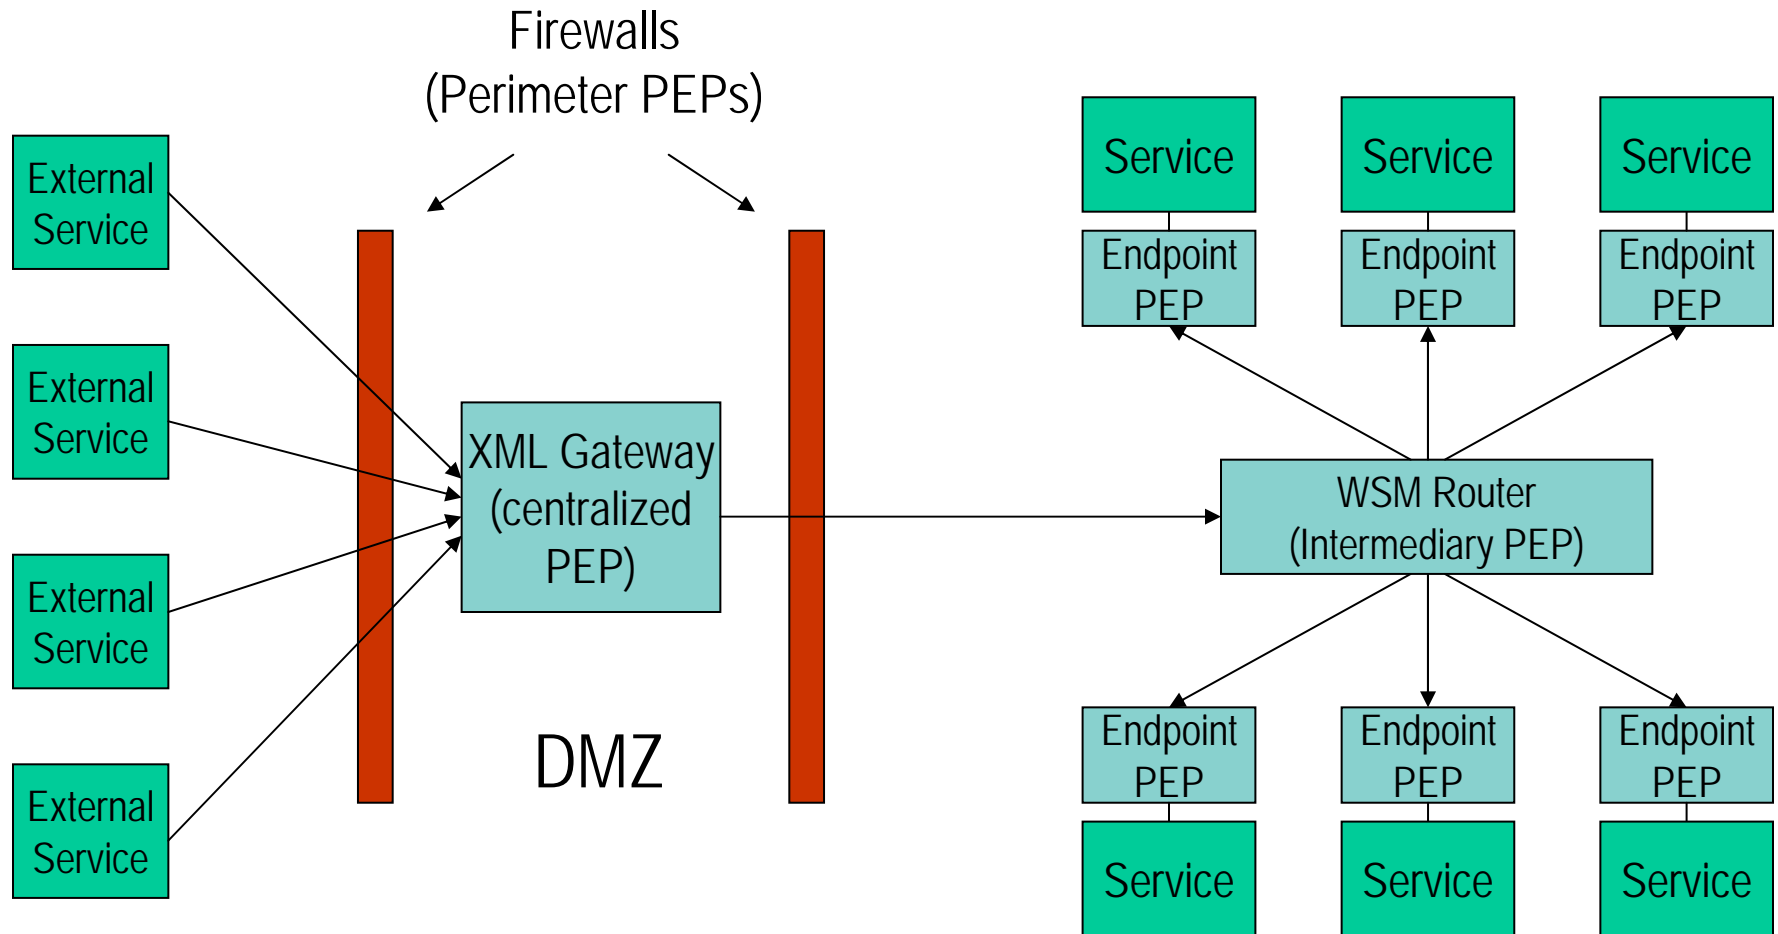 Firewalls
(Perimeter PEPs)
External
Service
External
Service
External
Service
External
Service
XML Gateway
(centralized
PEP)
DMZ
Service
Service
Service
Endpoint
PEP
Endpoint
PEP
Endpoint
PEP
WSM Router
(Intermediary PEP)
Endpoint
PEP
Endpoint
PEP
Endpoint
PEP
Service
Service
Service